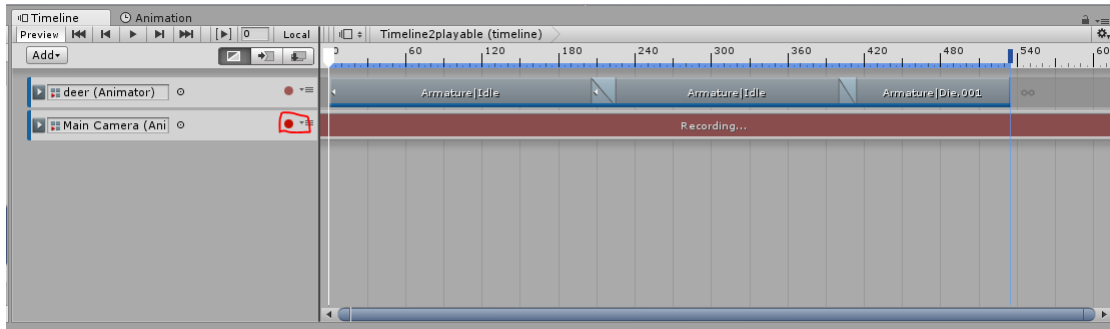 Timeline Animation
Preview 0 Local Timeline2playable (timeline)
Add 0 60 120 180 240 300 360 420 480 540 60
deer (Animator) Armature|Idle Armature|Idle Armature|Die.001
Main Camera (Ani Recording...